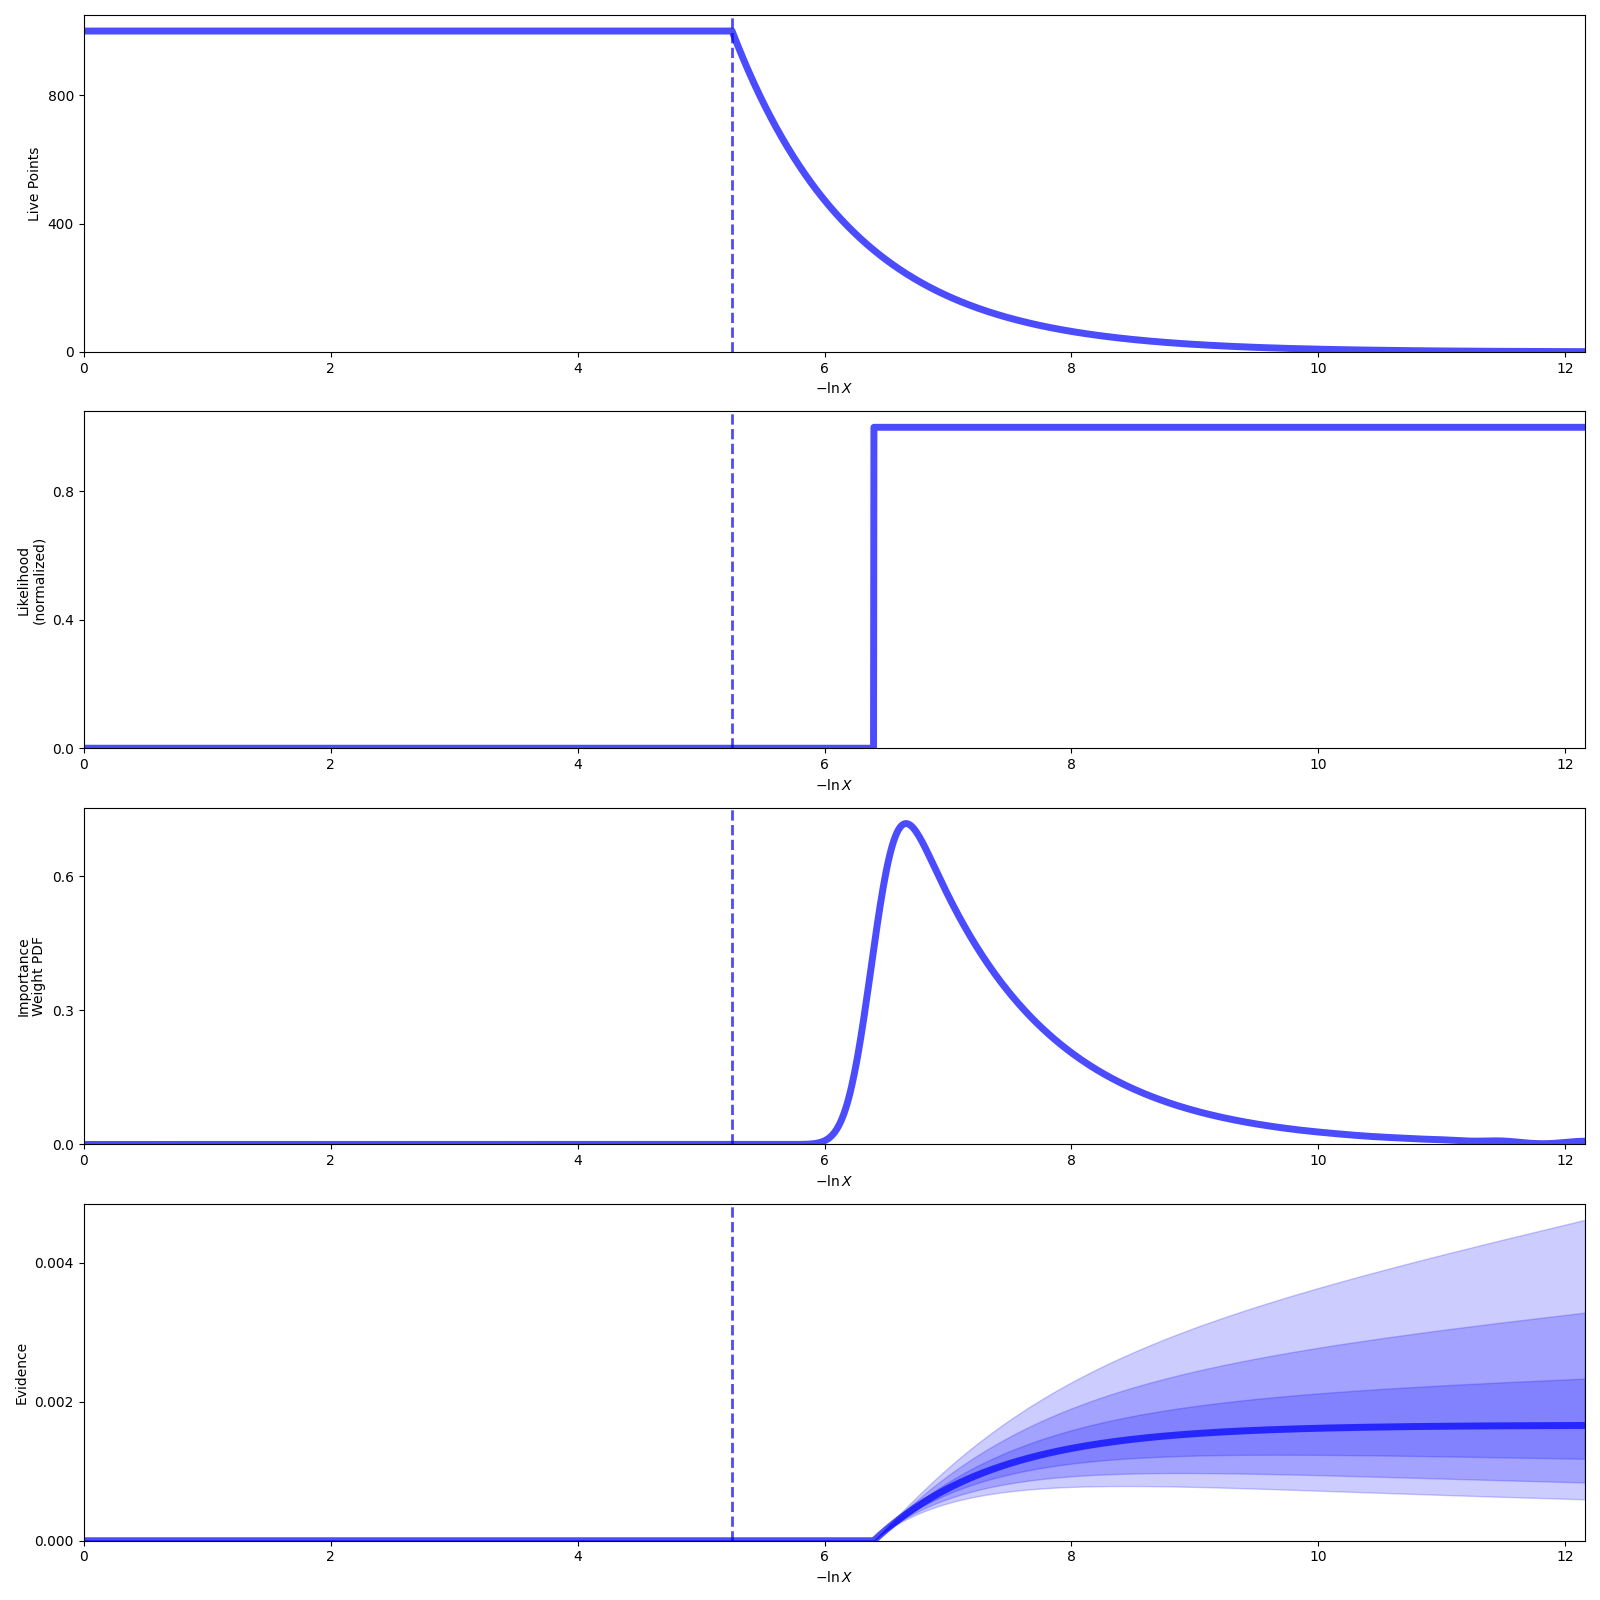 800
400
0
Live Points
0 2 4 6 8 10 12
−ln X
0.8
0.4
0.0
Likelihood
(normalized)
0 2 4 6 8 10 12
−ln X
0.6
0.3
0.0
Importance
Weight PDF
0 2 4 6 8 10 12
−ln X
0.004
0.002
0.000
Evidence
0 2 4 6 8 10 12
−ln X